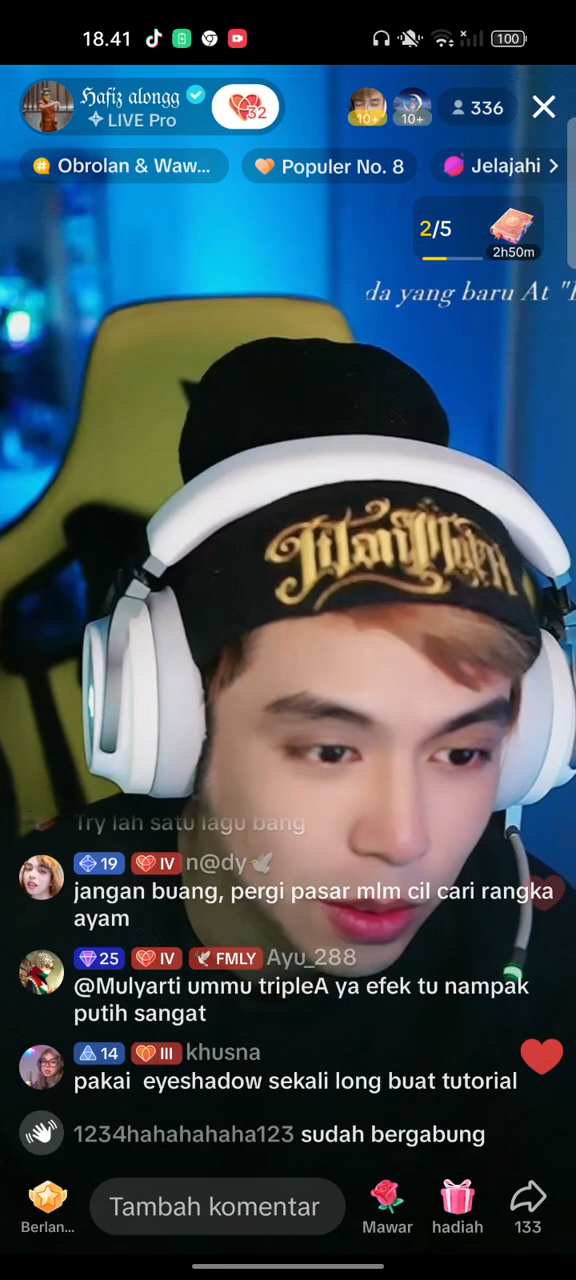 18.41
100
Hafiz alongg
LIVE Pro
32
10+
10+
336
Obrolan & Waw...
Populer No. 8
Jelajahi
2/5
2h50m
da yang baru At "
Try lah satu lagu bang
19 IV n@dy🕊
jangan buang, pergi pasar mlm cil cari rangka
ayam
25 IV FMLY Ayu_288
@Mulyarti ummu tripleA ya efek tu nampak
putih sangat
14 III khusna
pakai eyeshadow sekali long buat tutorial
1234hahahahaha123 sudah bergabung
Berlan...
Tambah komentar
Mawar
hadiah
133